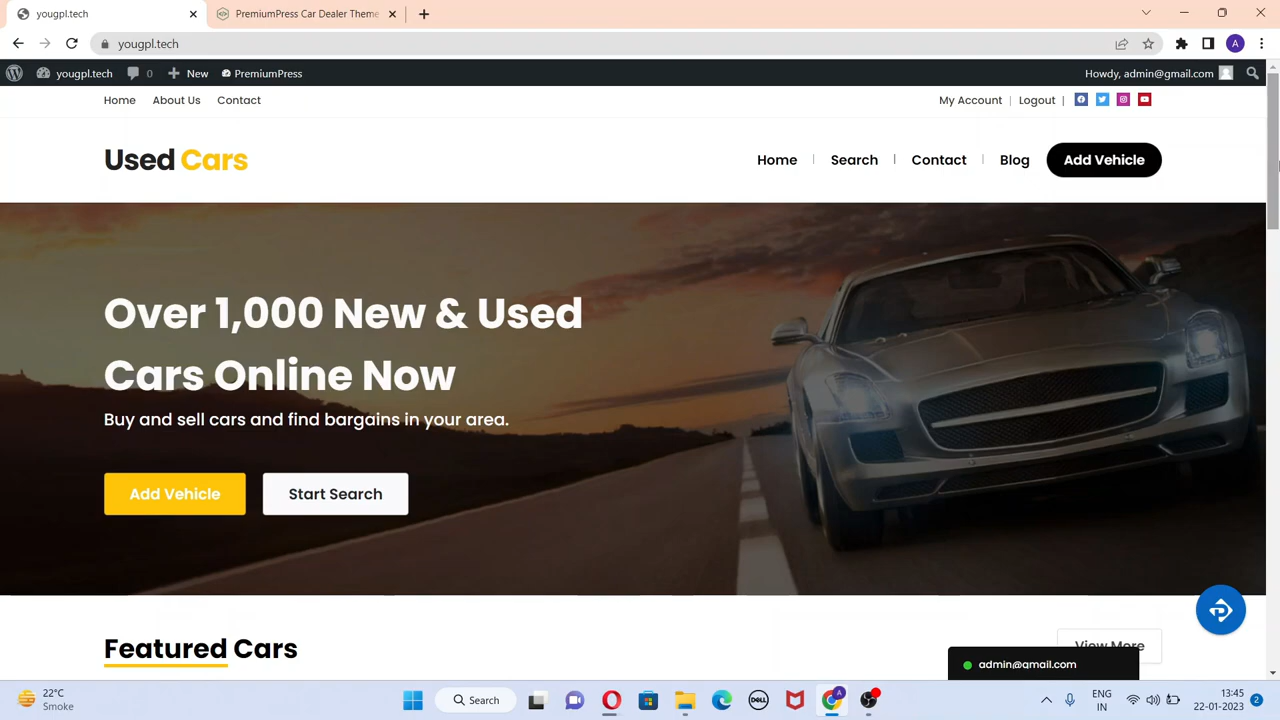 yougpl.tech
PremiumPress Car Dealer Theme
yougpl.tech
yougpl.tech 0 New PremiumPress Howdy, admin@gmail.com
Home About Us Contact My Account | Logout |
Used Cars Home Search Contact Blog Add Vehicle
Over 1,000 New & Used
Cars Online Now
Buy and sell cars and find bargains in your area.
Add Vehicle Start Search
Featured Cars View More
admin@gmail.com
22°C
Smoke
Search
DELL
ENG
IN
13:45
22-01-2023
2